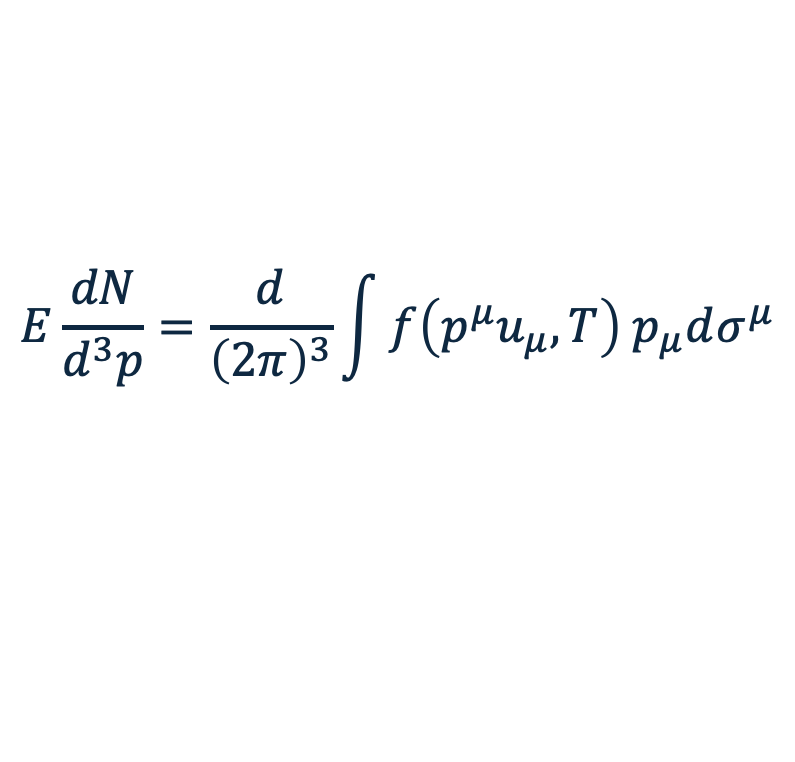 E dN/d³p = d/(2π)³ ∫ f(p^μ u_μ, T) p_μ dσ^μ